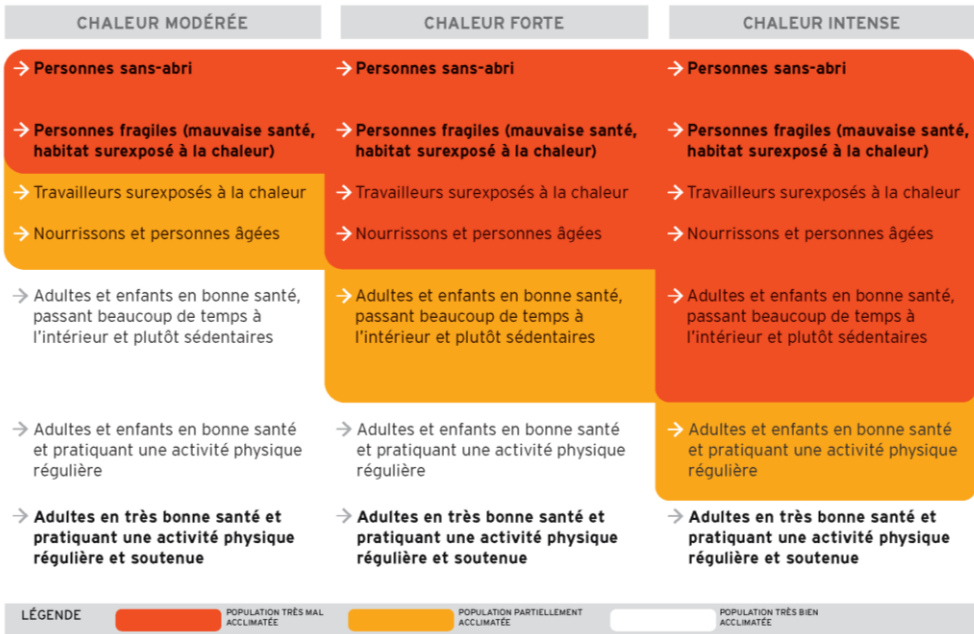 CHALEUR MODÉRÉE
CHALEUR FORTE
CHALEUR INTENSE
→ Personnes sans-abri
→ Personnes fragiles (mauvaise santé,
habitat surexposé à la chaleur)
→ Travailleurs surexposés à la chaleur
→ Nourrissons et personnes âgées
→ Adultes et enfants en bonne santé,
passant beaucoup de temps à
l'intérieur et plutôt sédentaires
→ Adultes et enfants en bonne santé
et pratiquant une activité physique
régulière
→ Adultes en très bonne santé et
pratiquant une activité physique
régulière et soutenue
→ Personnes sans-abri
→ Personnes fragiles (mauvaise santé,
habitat surexposé à la chaleur)
→ Travailleurs surexposés à la chaleur
→ Nourrissons et personnes âgées
→ Adultes et enfants en bonne santé,
passant beaucoup de temps à
l'intérieur et plutôt sédentaires
→ Adultes et enfants en bonne santé
et pratiquant une activité physique
régulière
→ Adultes en très bonne santé et
pratiquant une activité physique
régulière et soutenue
→ Personnes sans-abri
→ Personnes fragiles (mauvaise santé,
habitat surexposé à la chaleur)
→ Travailleurs surexposés à la chaleur
→ Nourrissons et personnes âgées
→ Adultes et enfants en bonne santé,
passant beaucoup de temps à
l'intérieur et plutôt sédentaires
→ Adultes et enfants en bonne santé
et pratiquant une activité physique
régulière
→ Adultes en très bonne santé et
pratiquant une activité physique
régulière et soutenue
LÉGENDE
POPULATION TRÈS MAL
ACCLIMATÉE
POPULATION PARTIELLEMENT
ACCLIMATÉE
POPULATION TRÈS BIEN
ACCLIMATÉE